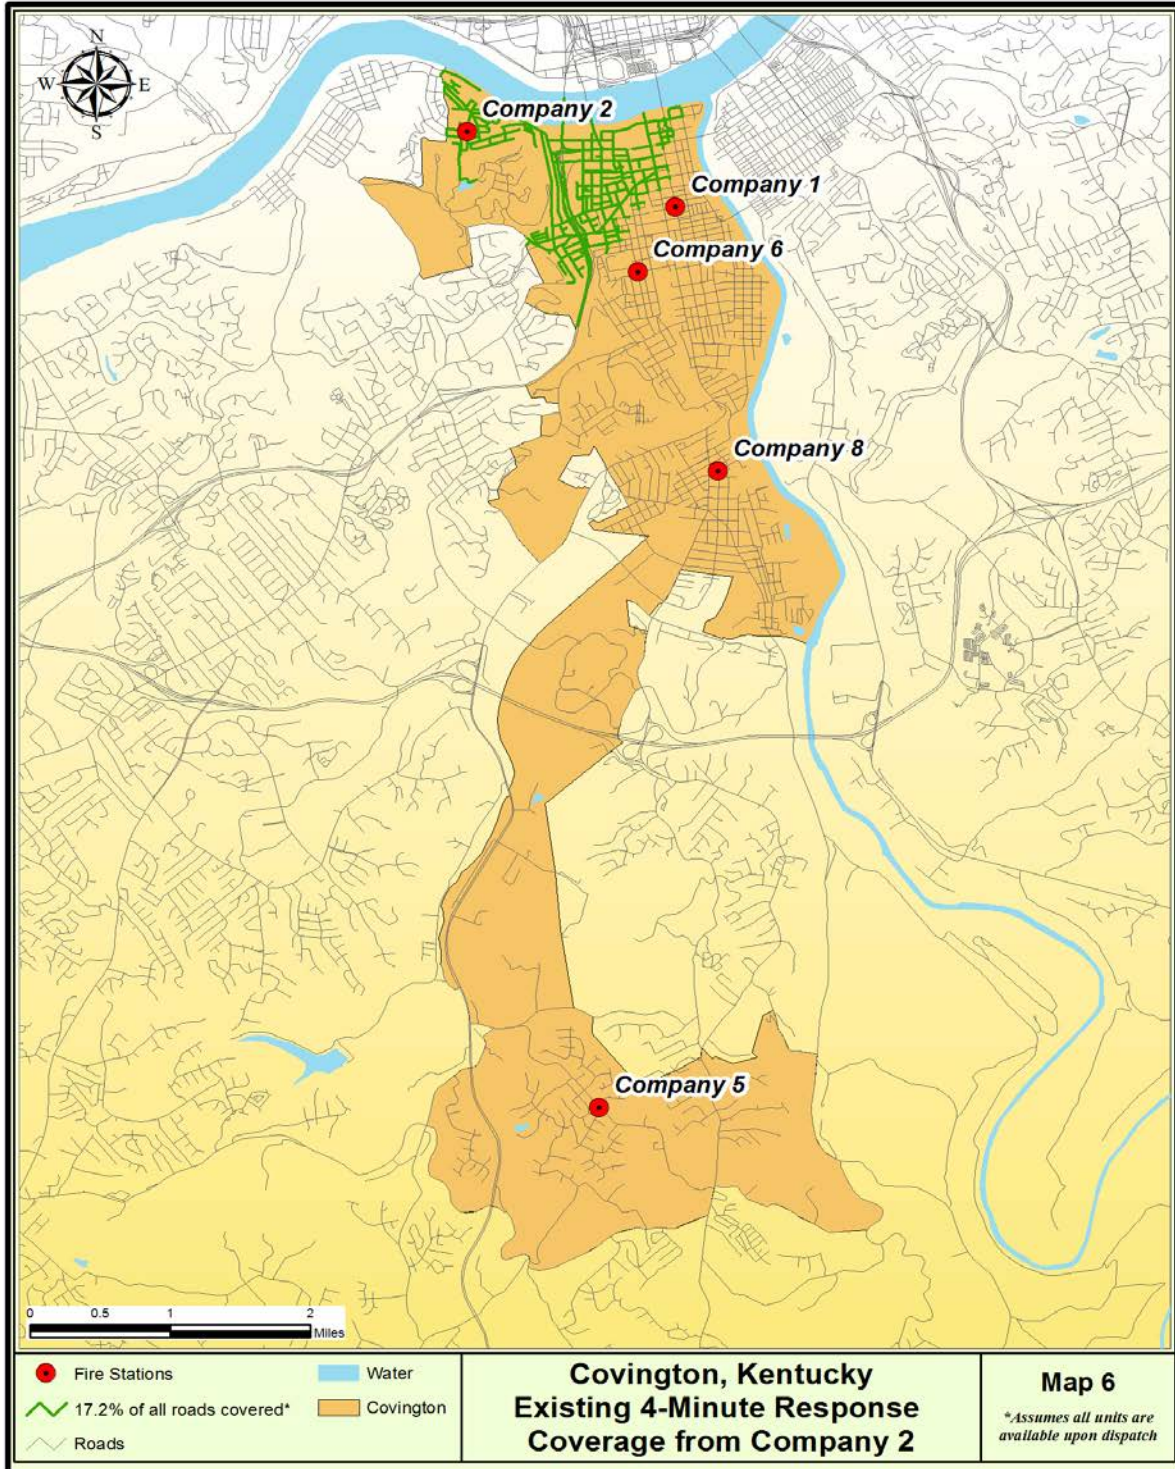 N
W E
S
Company 2
Company 1
Company 6
Company 8
Company 5
0 0.5 1 2
Miles
Fire Stations
17.2% of all roads covered*
Roads
Water
Covington
Covington, Kentucky
Existing 4-Minute Response
Coverage from Company 2
Map 6
*Assumes all units are
available upon dispatch